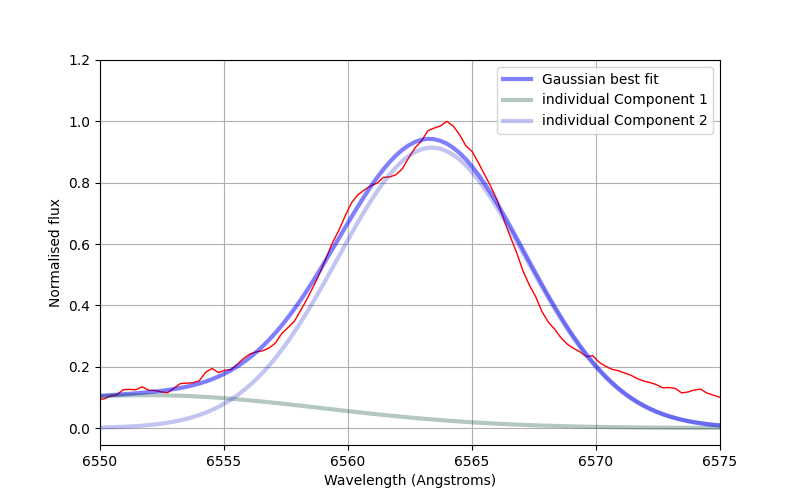 1.2
1.0
0.8
0.6
0.4
0.2
0.0
Normalised flux
Gaussian best fit
individual Component 1
individual Component 2
6550 6555 6560 6565 6570 6575
Wavelength (Angstroms)